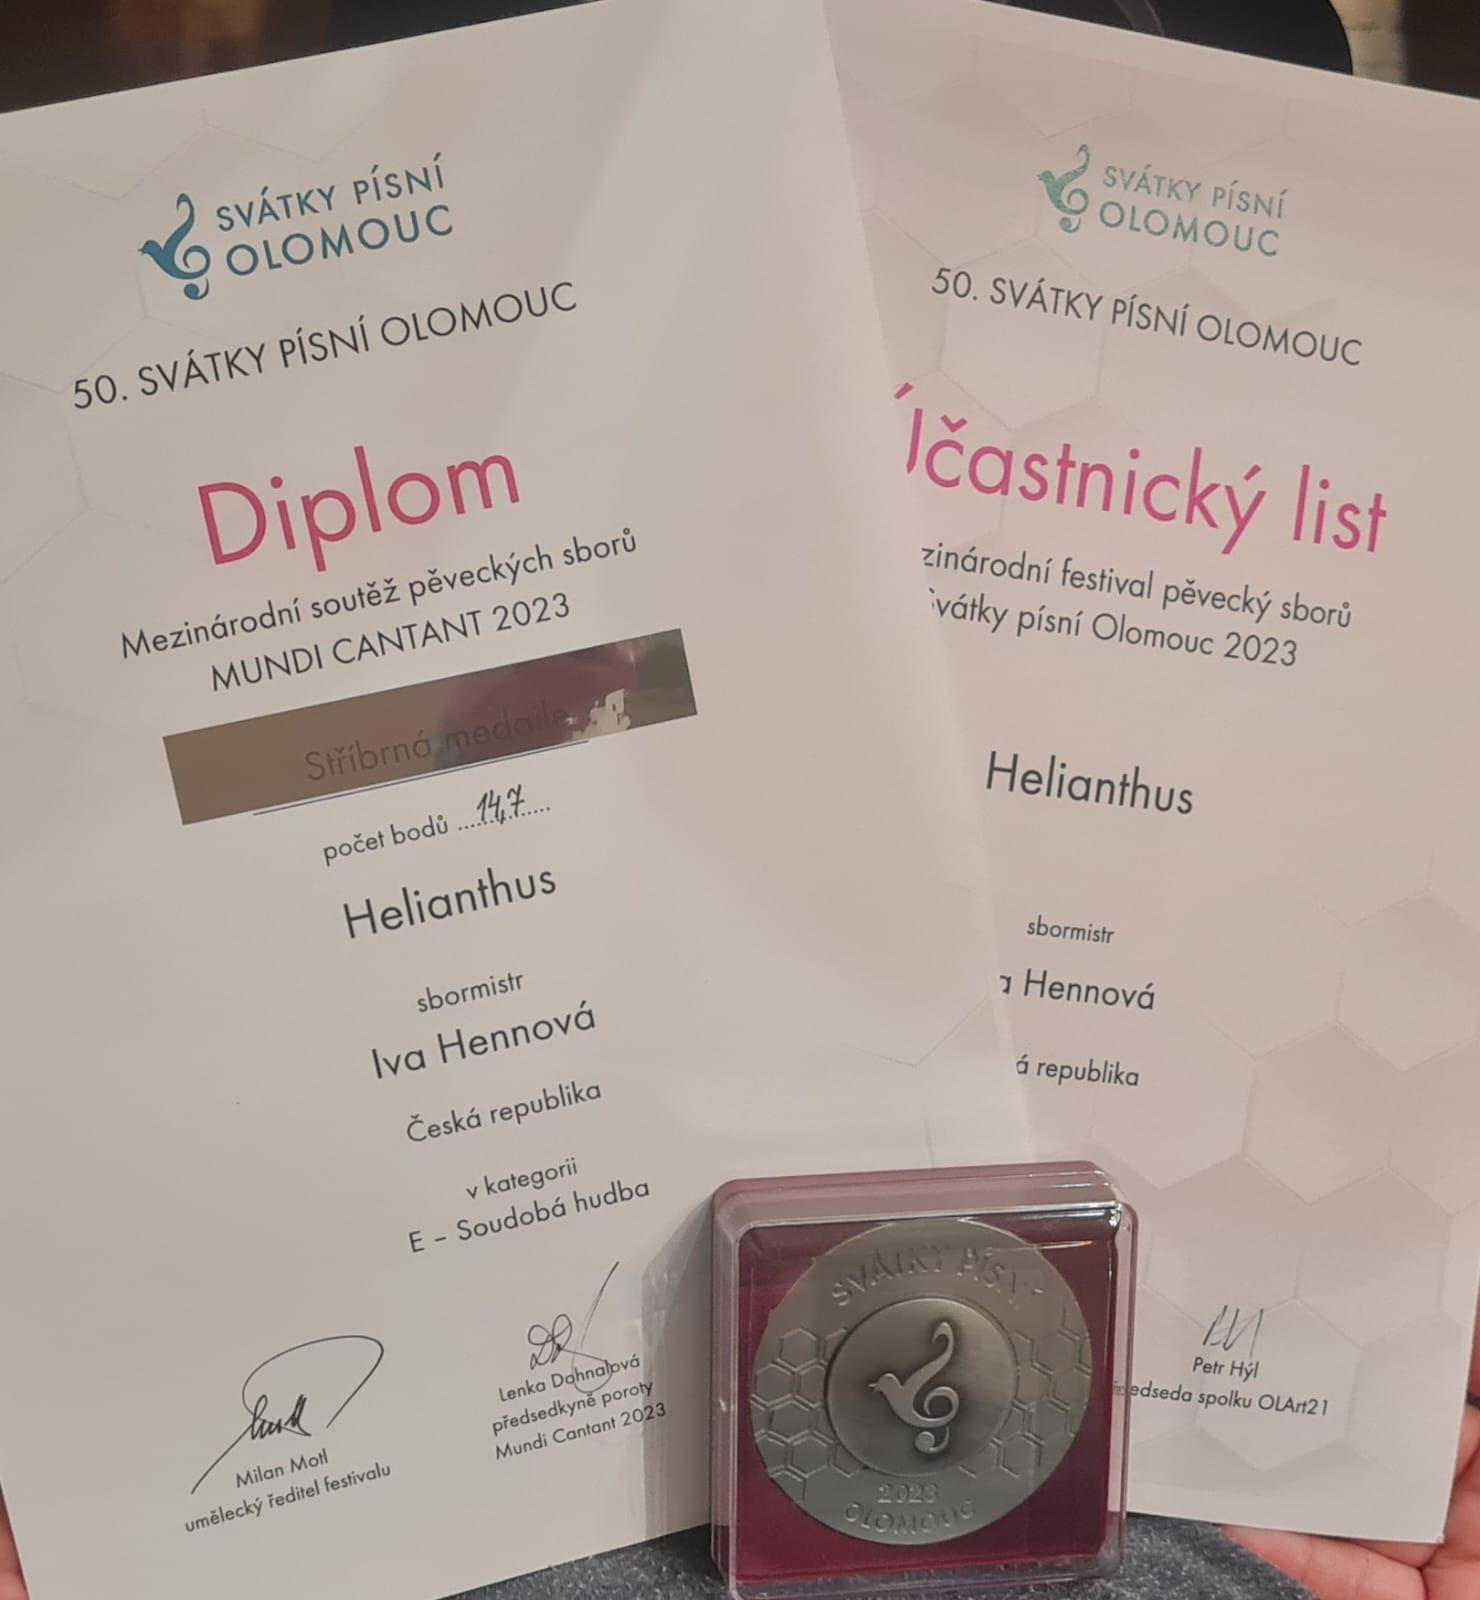 SVÁTKY PÍSNÍ
OLOMOUC
50. SVÁTKY PÍSNÍ OLOMOUC
Diplom
Mezinárodní soutěž pěveckých sborů
MUNDI CANTANT 2023
Stříbrná medaile
počet bodů 14,7
Helianthus
sbormistr
Iva Hennová
Česká republika
v kategorii
E – Soudobá hudba
Milan Motl
umělecký ředitel festivalu
Lenka Dohnalová
předsedkyně poroty
Mundi Cantant 2023
SVÁTKY PÍSNÍ
OLOMOUC
50. SVÁTKY PÍSNÍ OLOMOUC
Účastnický list
zinárodní festival pěvecký sborů
Svátky písní Olomouc 2023
Helianthus
sbormistr
a Hennová
á republika
Petr Hýl
edseda spolku OLArt21
SVÁTKY PÍSNÍ
2023
OLOMOUC